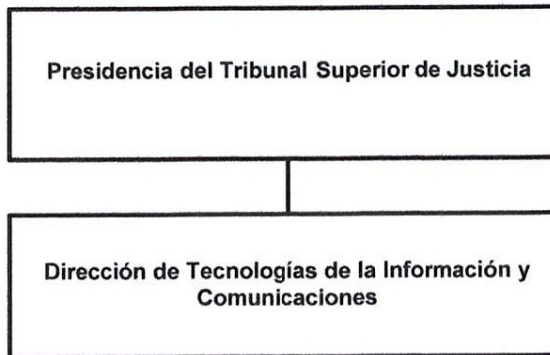 Presidencia del Tribunal Superior de Justicia
Dirección de Tecnologías de la Información y
Comunicaciones